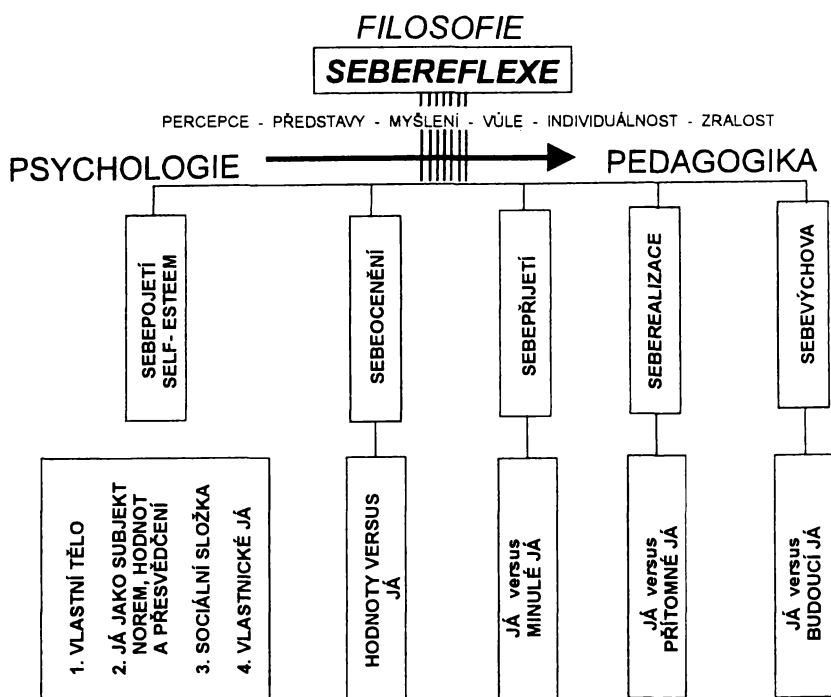 FILOSOFIE
SEBEREFLEXE
PERCEPCE - PŘEDSTAVY - MYŠLENÍ - VŮLE - INDIVIDUÁLNOST - ZRALOST
PSYCHOLOGIE
PEDAGOGIKA
SEBEPOJETÍ
SELF- ESTEEM
SEBEOCENĚNÍ
SEBEPŘIJETÍ
SEBEREALIZACE
SEBEVÝCHOVA
1. VLASTNÍ TĚLO
2. JÁ JAKO SUBJEKT
NOREM, HODNOT
A PŘESVĚDČENÍ
3. SOCIÁLNÍ SLOŽKA
4. VLASTNICKÉ JÁ
HODNOTY VERSUS
JÁ
JÁ versus
MINULÉ JÁ
JÁ versus
PŘÍTOMNÉ JÁ
JÁ versus
BUDOUCÍ JÁ